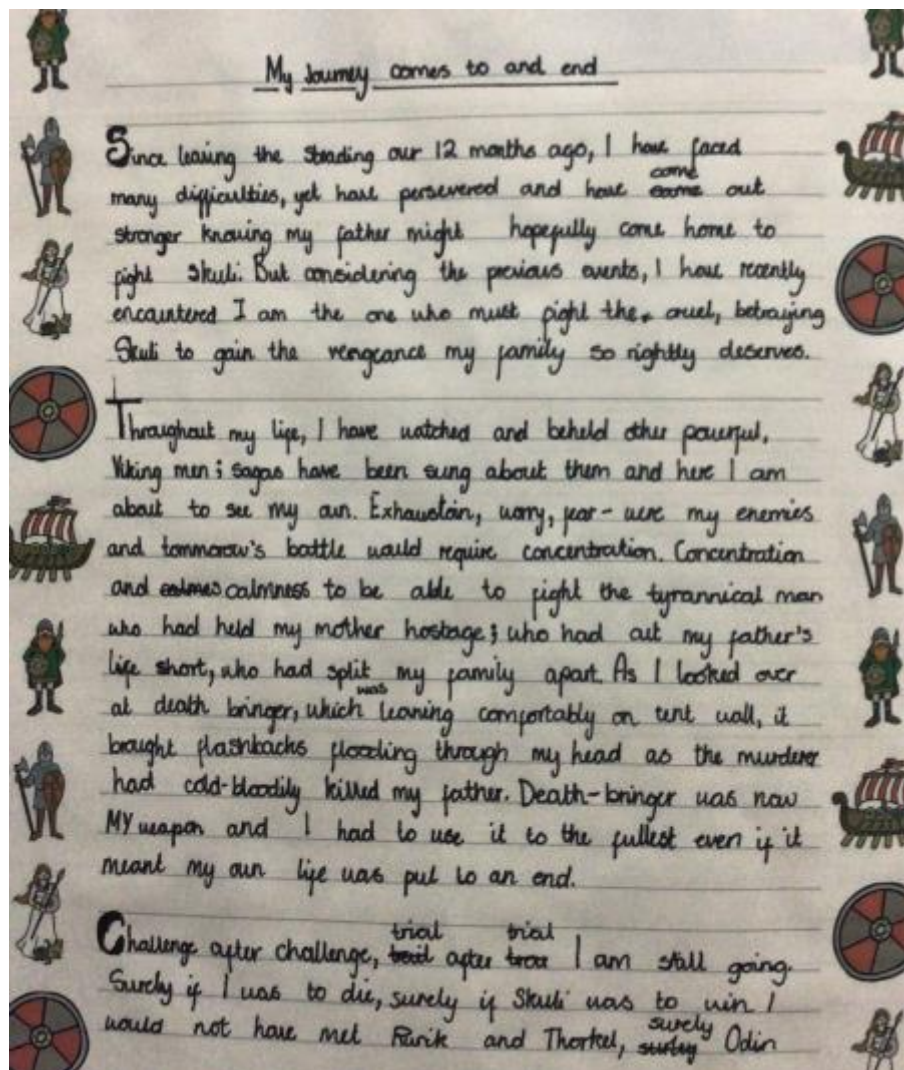 My Journey comes to and end
Since leaving the steading our 12 months ago, I have faced
come
many difficulties, yet have persevered and have come out
stronger knowing my father might hopefully come home to
fight Skuli. But considering the previous events, I have recently
encountered I am the one who must fight the cruel, betraying
Skuli to gain the vengeance my family so rightly deserves.
Throughout my life, I have watched and beheld other powerful,
Viking men; sagas have been sung about them and here I am
about to see my own. Exhaustoin, worry, fear- were my enemies
and tommorow's battle would require concentration. Concentration
and calmes calmness to be able to fight the tyrannical man
who had held my mother hostage; who had cut my father's
life short, who had split my family apart. As I looked over
was
at death bringer, which leaning comfortably on tent wall, it
brought flashbacks flooding through my head as the murderer
had cold-bloodily killed my father. Death-bringer was now
MY weapon and I had to use it to the fullest even if it
meant my own life was put to an end.
trial trial
Challenge after challenge, after I am still going.
Surely if I was to die, surely if Skuli was to win I
surely
would not have met Rurik and Thorkel, Odin